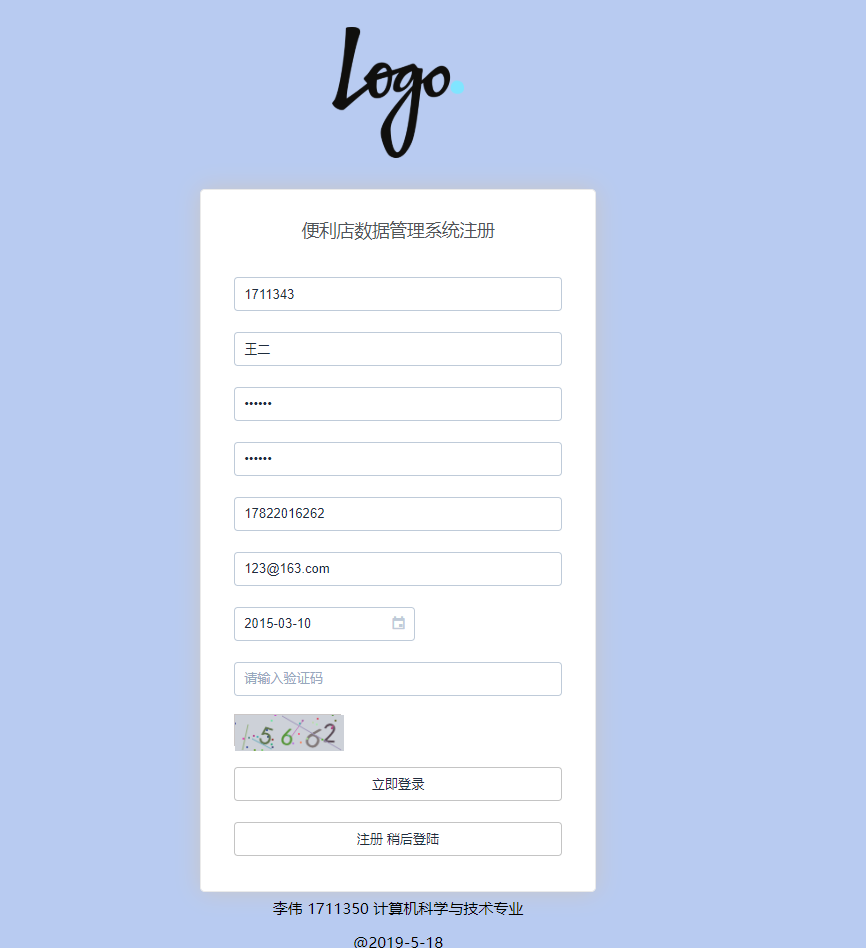 Logo.
便利店数据管理系统注册
1711343
王二
••••••
••••••
17822016262
123@163.com
2015-03-10
请输入验证码
15662
立即登录
注册 稍后登陆
李伟 1711350 计算机科学与技术专业
@2019-5-18